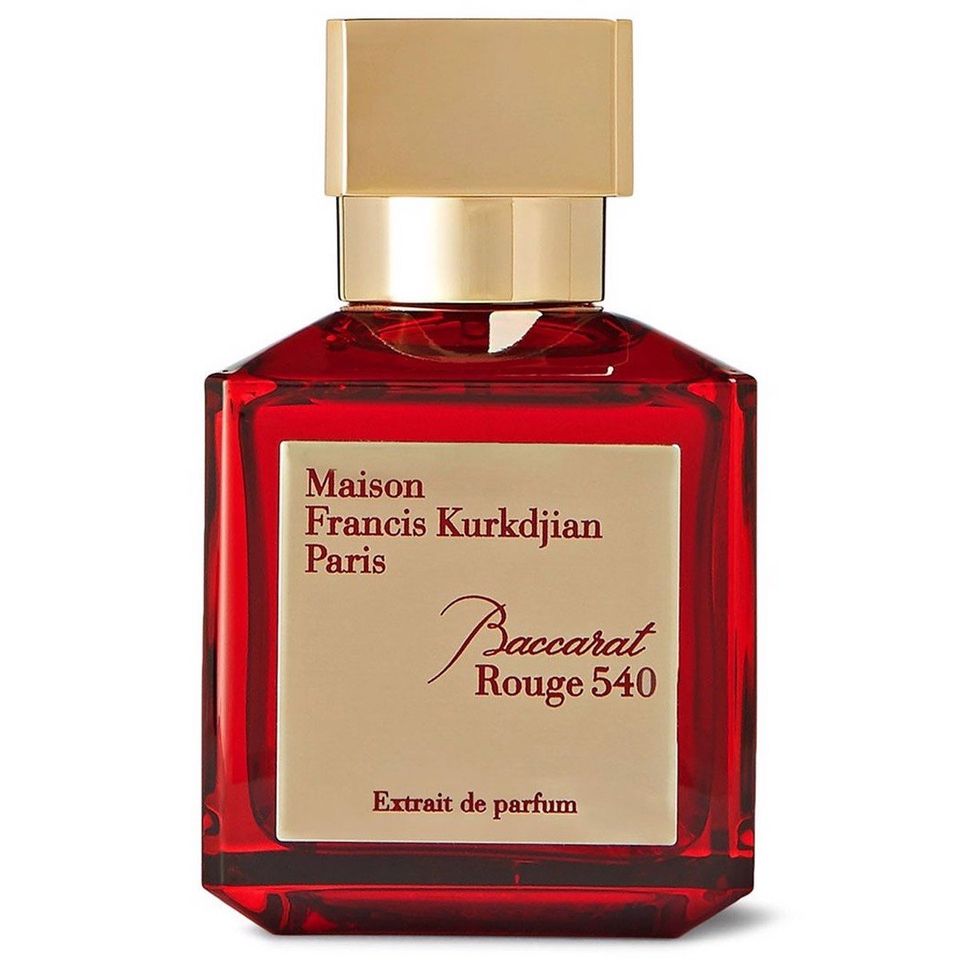 Maison
Francis Kurkdjian
Paris
Baccarat
Rouge 540
Extrait de parfum